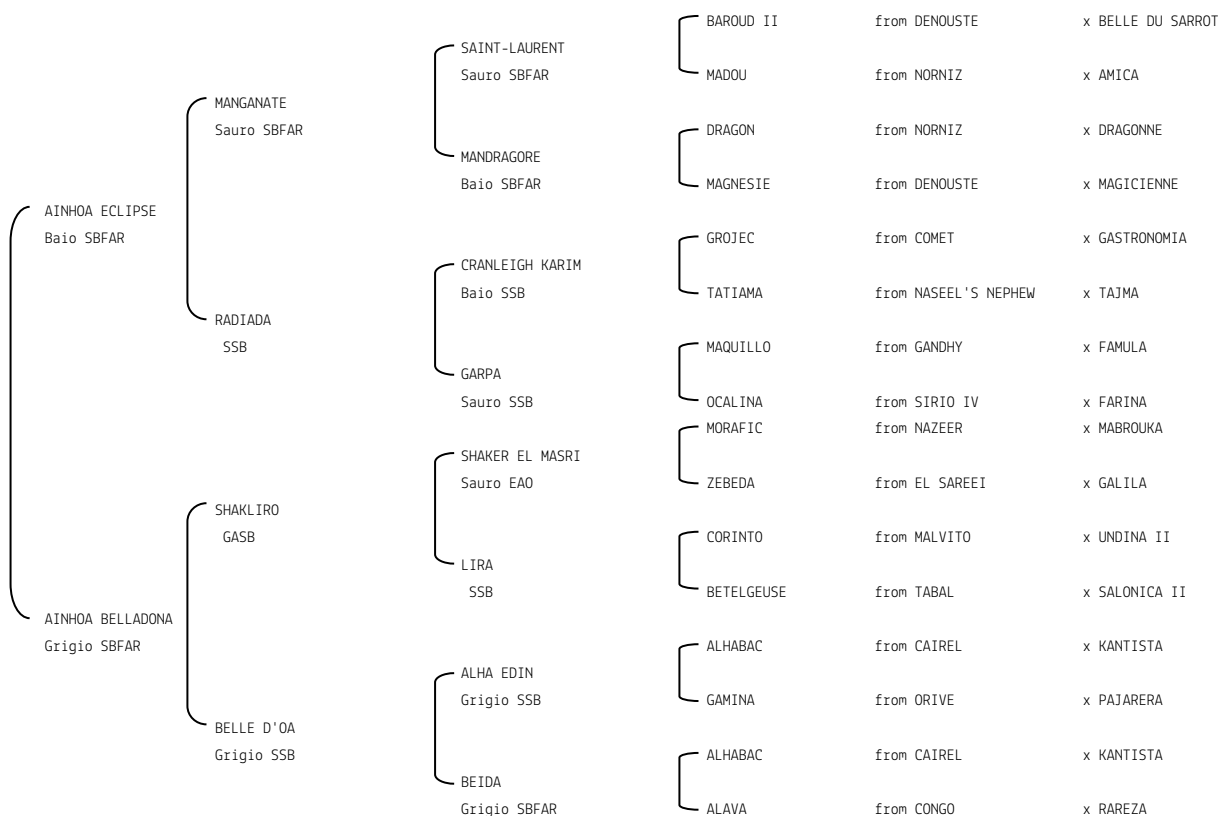 BAROUD II from DENOUSTE x BELLE DU SARROT
SAINT-LAURENT
Sauro SBFAR MADOU from NORNIZ x AMICA
MANGANATE
Sauro SBFAR DRAGON from NORNIZ x DRAGONNE
MANDRAGORE
Baio SBFAR MAGNESIE from DENOUSTE x MAGICIENNE
AINHOA ECLIPSE
Baio SBFAR GROJEC from COMET x GASTRONOMIA
CRANLEIGH KARIM
Baio SSB TATIAMA from NASEEL'S NEPHEW x TAJMA
RADIADA
SSB MAQUILLO from GANDHY x FAMULA
GARPA
Sauro SSB OCALINA from SIRIO IV x FARINA
MORAFIC from NAZEER x MABROUKA
SHAKER EL MASRI
Sauro EAO ZEBEDA from EL SAREEI x GALILA
SHAKLIRO
GASB CORINTO from MALVITO x UNDINA II
LIRA
SSB BETELGEUSE from TABAL x SALONICA II
AINHOA BELLADONA
Grigio SBFAR ALHABAC from CAIREL x KANTISTA
ALHA EDIN
Grigio SSB GAMINA from ORIVE x PAJARERA
BELLE D'OA
Grigio SSB ALHABAC from CAIREL x KANTISTA
BEIDA
Grigio SBFAR ALAVA from CONGO x RAREZA